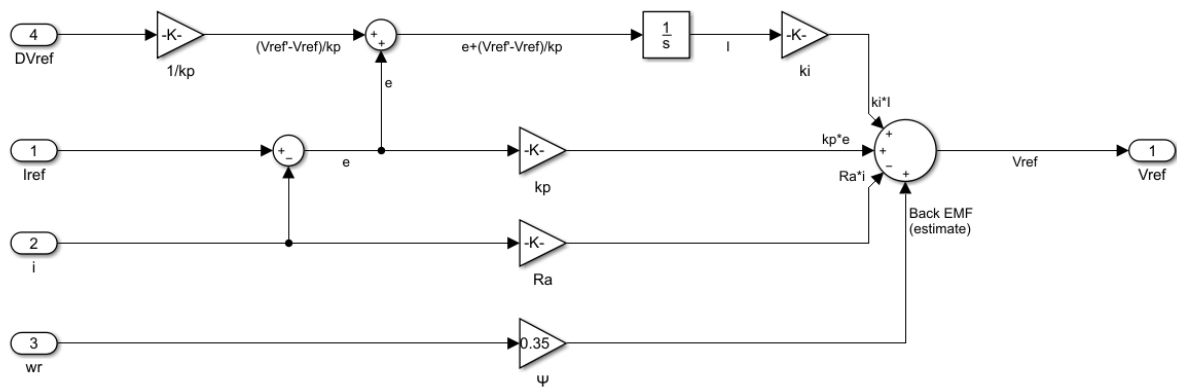 4
DVref
-K-
1/kp
(Vref'-Vref)/kp
+
+
e+(Vref'-Vref)/kp
1
s
I
-K-
ki
e
ki*I
1
Iref
+
−
e
-K-
kp
kp*e
+
+
−
+
Vref
1
Vref
2
i
-K-
Ra
Ra*i
Back EMF
(estimate)
3
wr
0.35
Ψ